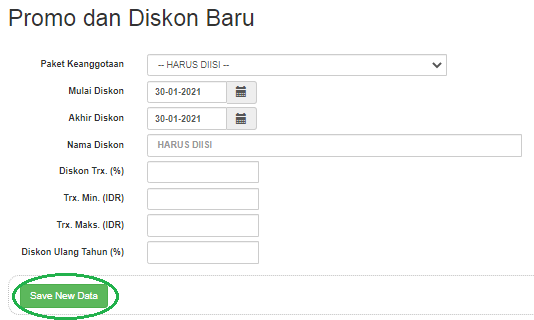 Promo dan Diskon Baru
Paket Keanggotaan
-- HARUS DIISI --
Mulai Diskon
30-01-2021
Akhir Diskon
30-01-2021
Nama Diskon
HARUS DIISI
Diskon Trx. (%)
Trx. Min. (IDR)
Trx. Maks. (IDR)
Diskon Ulang Tahun (%)
Save New Data